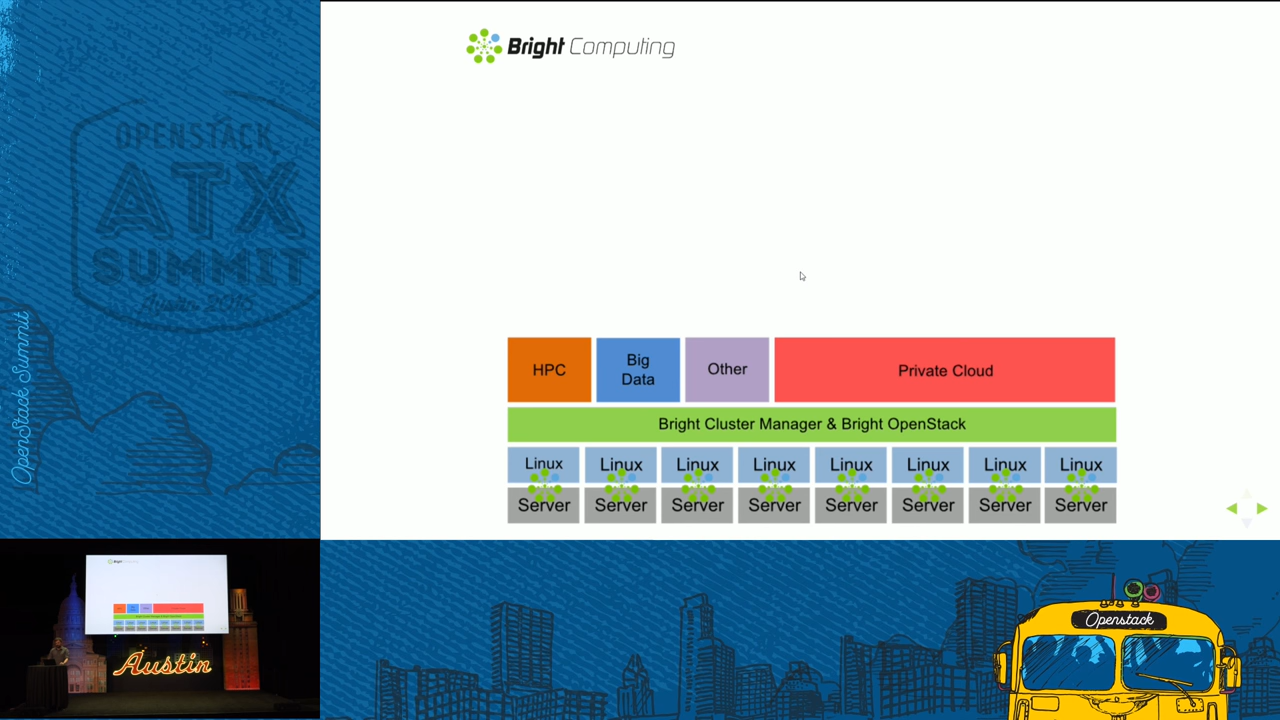 Bright Computing
OPENSTACK
ATX
SUMMIT
Austin 2016
OpenStack Summit
HPC
Big
Data
Other
Private Cloud
Bright Cluster Manager & Bright OpenStack
Linux Linux Linux Linux Linux Linux Linux Linux
Server Server Server Server Server Server Server Server
Austin
Openstack